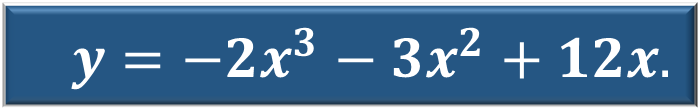 y = −2x³ − 3x² + 12x.